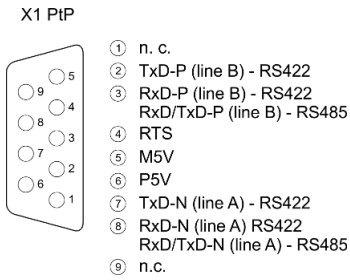 X1 PtP
5
9
4
8
3
7
2
6
1
1 n. c.
2 TxD-P (line B) - RS422
3 RxD-P (line B) - RS422
RxD/TxD-P (line B) - RS485
4 RTS
5 M5V
6 P5V
7 TxD-N (line A) - RS422
8 RxD-N (line A) RS422
RxD/TxD-N (line A) - RS485
9 n.c.